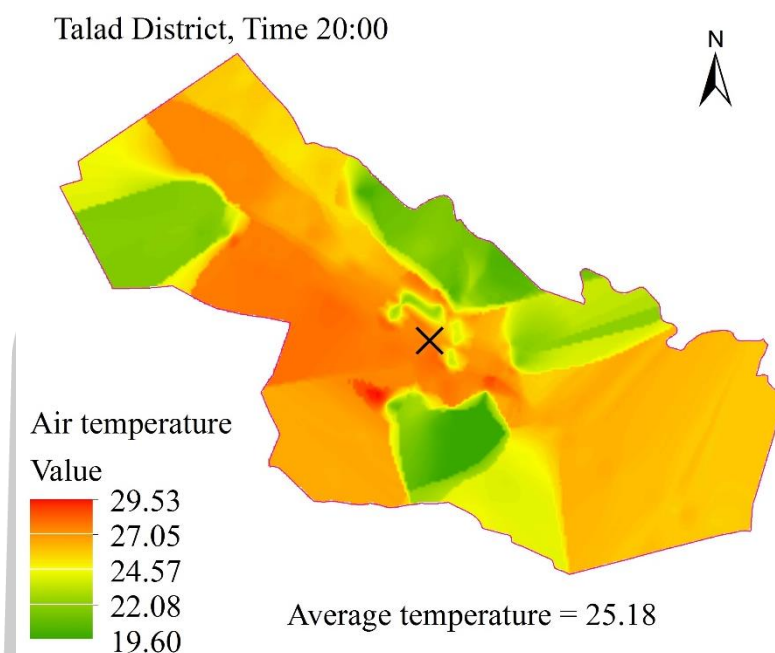 Talad District, Time 20:00
N
Air temperature
Value
29.53
27.05
24.57
22.08
19.60
Average temperature = 25.18